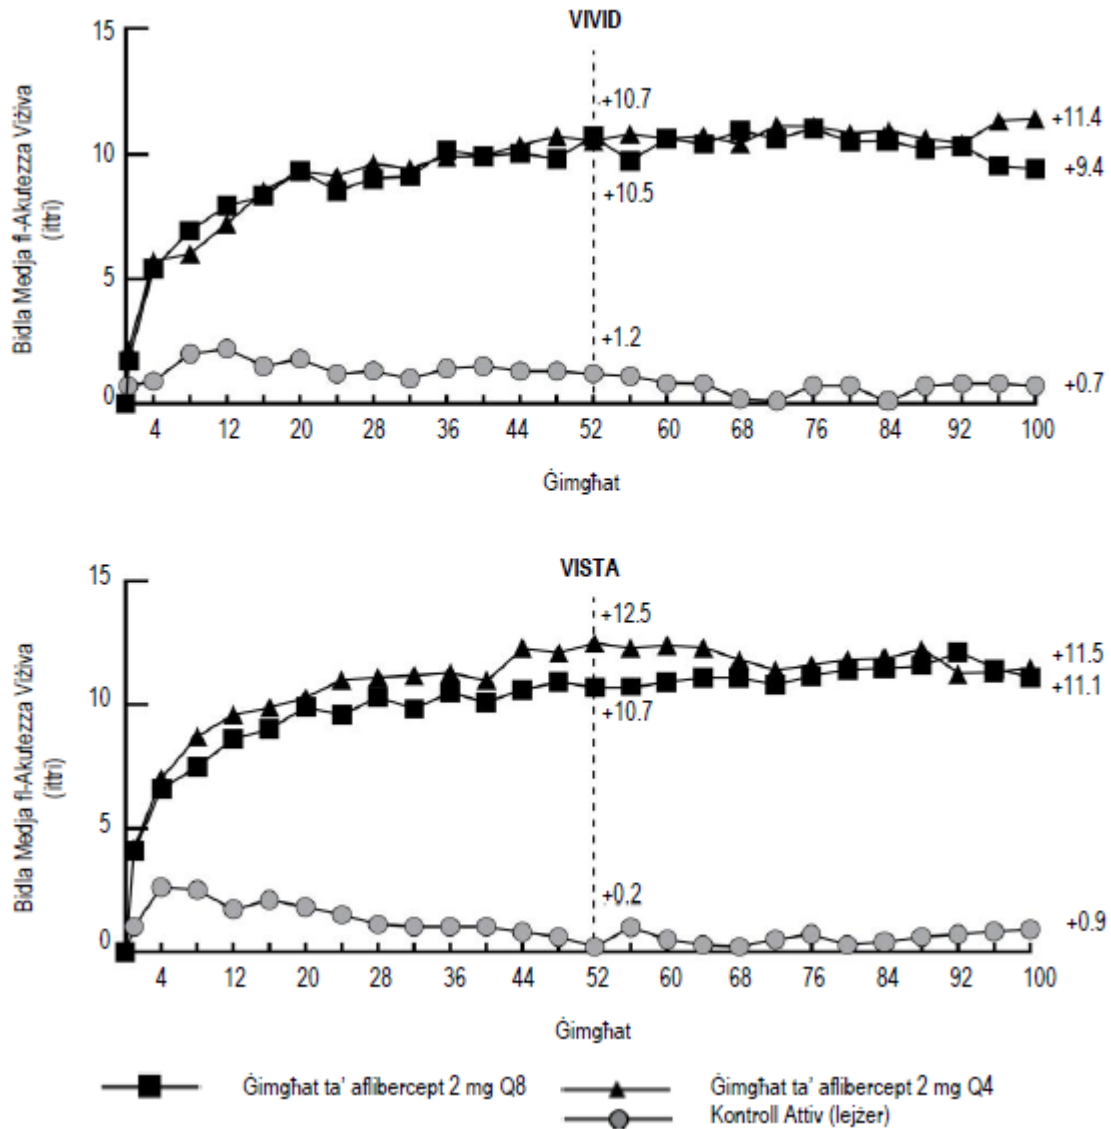 VIVID
Bidla Medja fl-Akutezza Viżiva
(ittri)
15
10
5
0
+10.7
+10.5
+1.2
+11.4
+9.4
+0.7
4 12 20 28 36 44 52 60 68 76 84 92 100
Ġimgħat
VISTA
Bidla Medja fl-Akutezza Viżiva
(ittri)
15
10
5
0
+12.5
+10.7
+0.2
+11.5
+11.1
+0.9
4 12 20 28 36 44 52 60 68 76 84 92 100
Ġimgħat
Ġimgħat ta' aflibercept 2 mg Q8
Ġimgħat ta' aflibercept 2 mg Q4
Kontroll Attiv (lejżer)